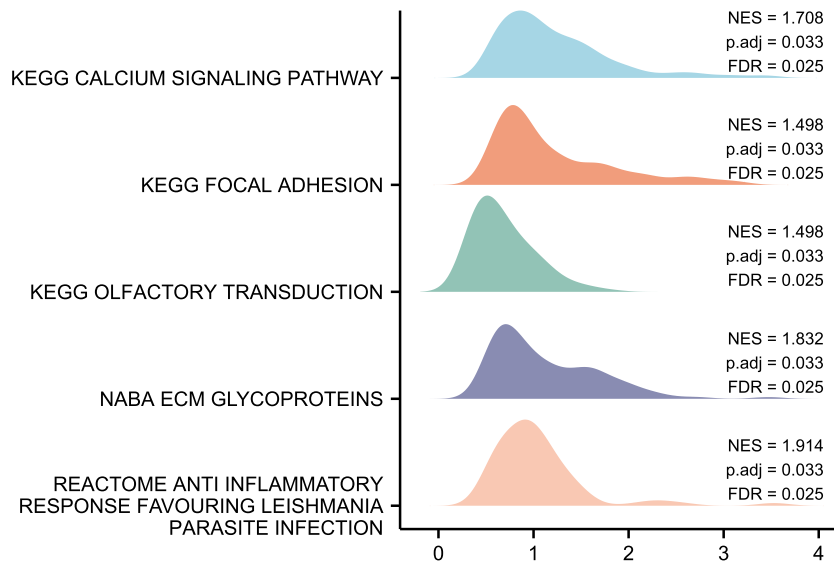 NES = 1.708
p.adj = 0.033
FDR = 0.025
KEGG CALCIUM SIGNALING PATHWAY
NES = 1.498
p.adj = 0.033
FDR = 0.025
KEGG FOCAL ADHESION
NES = 1.498
p.adj = 0.033
FDR = 0.025
KEGG OLFACTORY TRANSDUCTION
NES = 1.832
p.adj = 0.033
FDR = 0.025
NABA ECM GLYCOPROTEINS
NES = 1.914
p.adj = 0.033
FDR = 0.025
REACTOME ANTI INFLAMMATORY
RESPONSE FAVOURING LEISHMANIA
PARASITE INFECTION
0 1 2 3 4